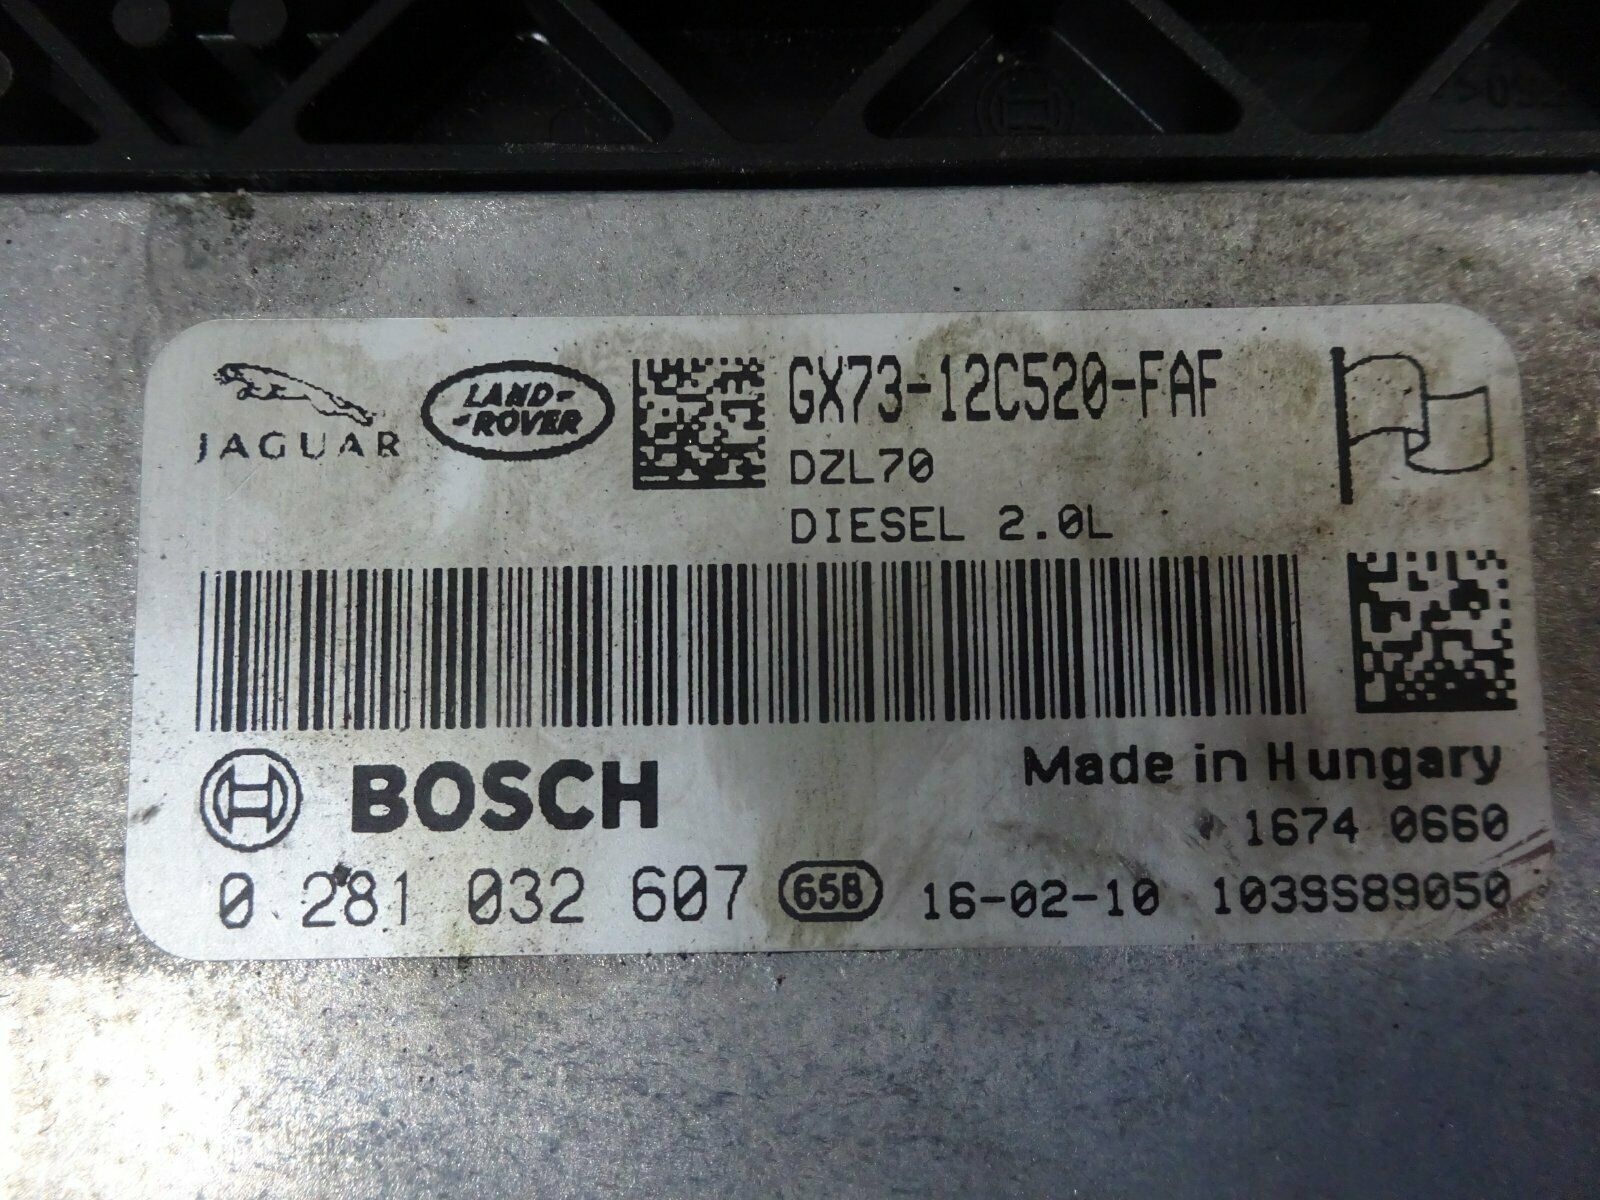 JAGUAR
LAND-
-ROVER
GX73-12C520-FAF
DZL70
DIESEL 2.0L
BOSCH
Made in Hungary
1674 0660
0 281 032 607 65B 16-02-10 1039S89050